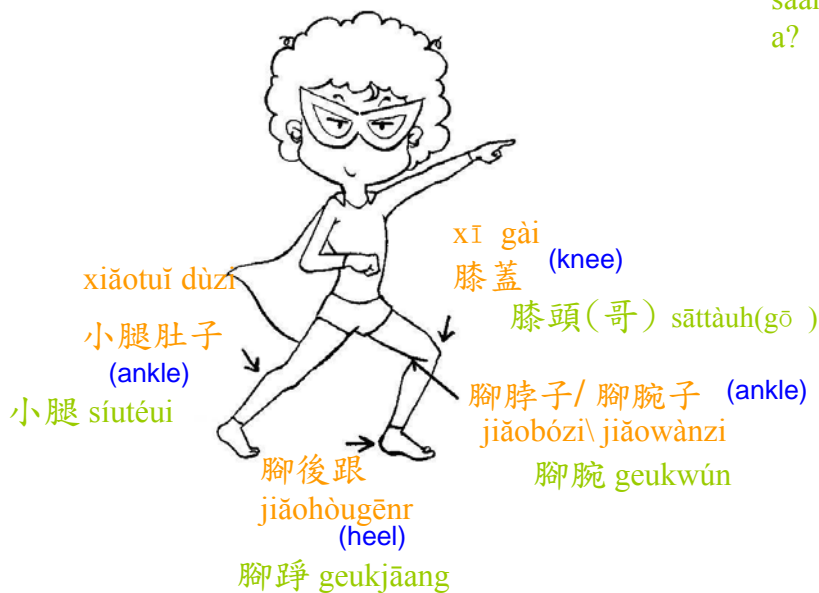 a?
xī gài
膝蓋
(knee)
膝頭(哥) sāttàuh(gō )
xiǎotuǐ dùzi
小腿肚子
(ankle)
小腿 síutéui
腳脖子/ 腳腕子 (ankle)
jiǎobózi\ jiǎowànzi
腳腕 geukwún
腳後跟
jiǎohòugēnr
(heel)
腳踭 geukjāang